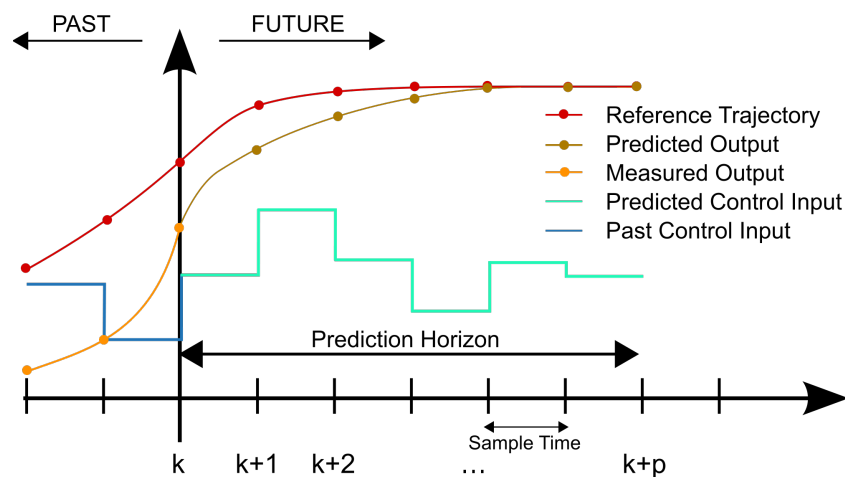 PAST
FUTURE
Reference Trajectory
Predicted Output
Measured Output
Predicted Control Input
Past Control Input
Prediction Horizon
Sample Time
k
k+1
k+2
...
k+p